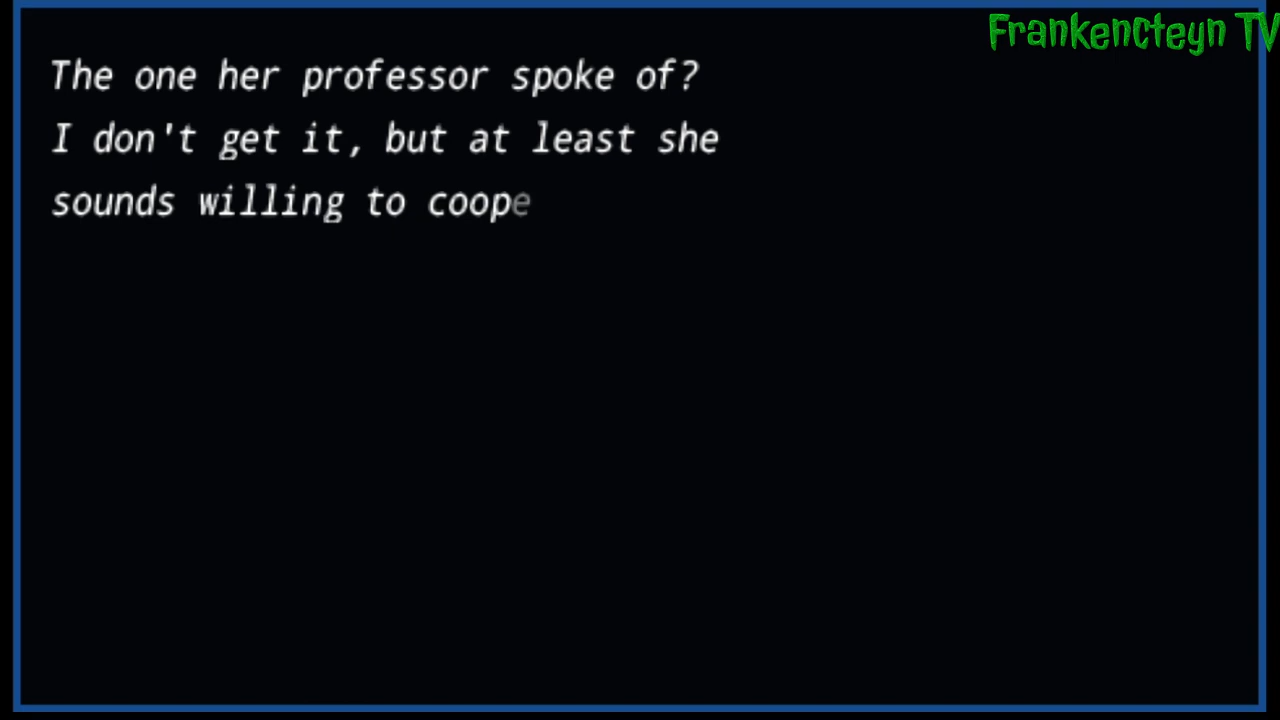 FrankenCteyn TV
The one her professor spoke of?
I don't get it, but at least she
sounds willing to coope